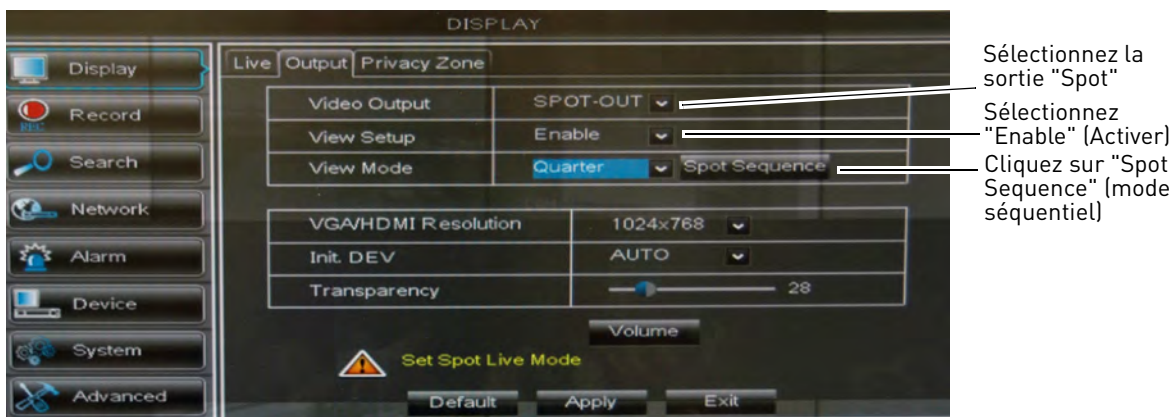 DISPLAY
Display
Record
REC
Search
Network
Alarm
Device
System
Advanced
Live Output Privacy Zone
Video Output SPOT-OUT
View Setup Enable
View Mode Quarter Spot Sequence
VGA/HDMI Resolution 1024x768
Init. DEV AUTO
Transparency 28
Volume
Set Spot Live Mode
Default Apply Exit
Sélectionnez la
sortie "Spot"
Sélectionnez
"Enable" (Activer)
Cliquez sur "Spot
Sequence" (mode
séquentiel)